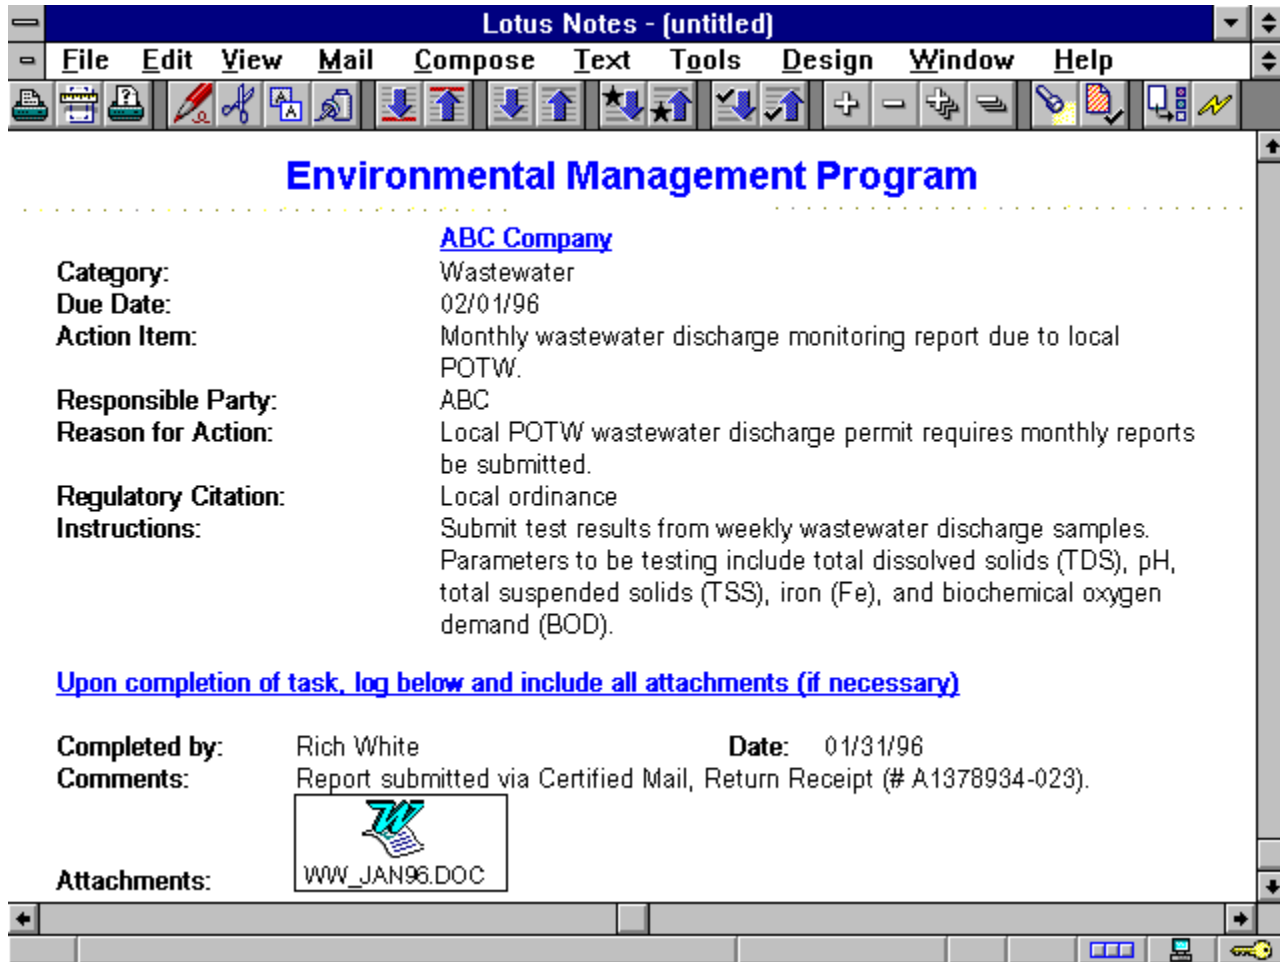 Lotus Notes - (untitled)
File Edit View Mail Compose Text Tools Design Window Help
Environmental Management Program
ABC Company
Category: Wastewater
Due Date: 02/01/96
Action Item: Monthly wastewater discharge monitoring report due to local
POTW.
Responsible Party: ABC
Reason for Action: Local POTW wastewater discharge permit requires monthly reports
be submitted.
Regulatory Citation: Local ordinance
Instructions: Submit test results from weekly wastewater discharge samples.
Parameters to be testing include total dissolved solids (TDS), pH,
total suspended solids (TSS), iron (Fe), and biochemical oxygen
demand (BOD).
Upon completion of task, log below and include all attachments (if necessary)
Completed by: Rich White Date: 01/31/96
Comments: Report submitted via Certified Mail, Return Receipt (# A1378934-023).
WW_JAN96.DOC
Attachments: